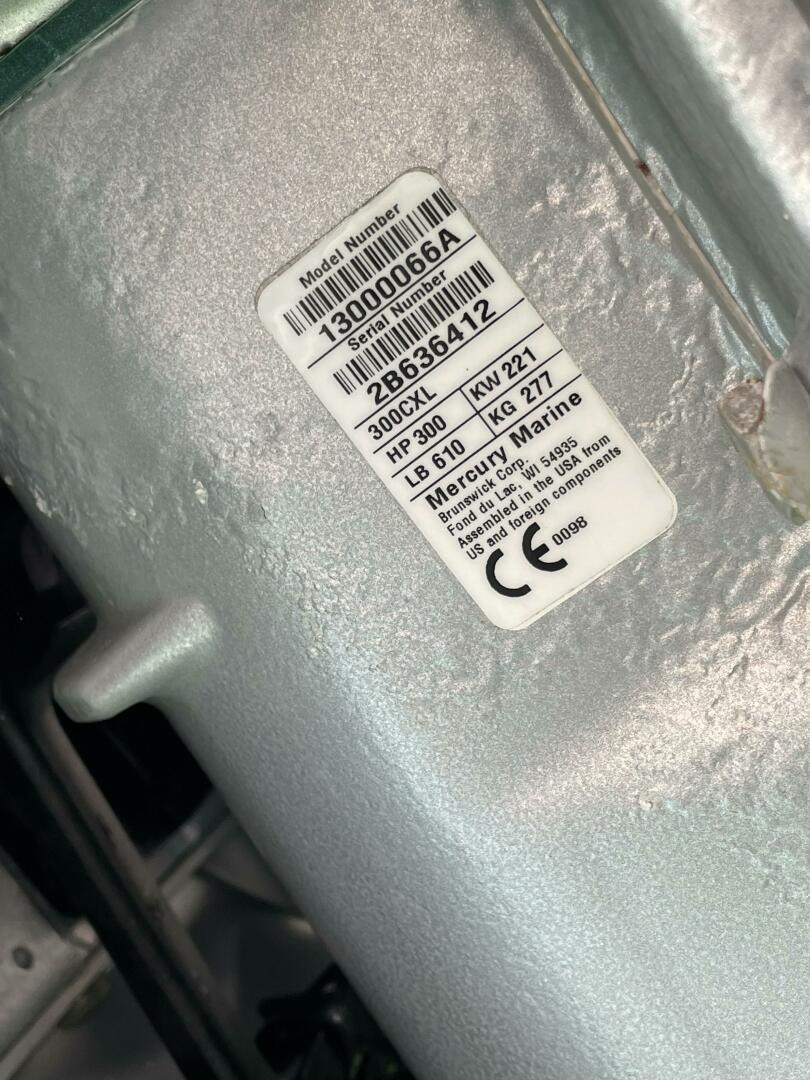 Model Number
13000066A
Serial Number
2B636412
300CXL
HP 300 KW 221
LB 610 KG 277
Mercury Marine
Brunswick Corp.
Fond du Lac, WI 54935
Assembled in the USA from
US and foreign components
CE 0098